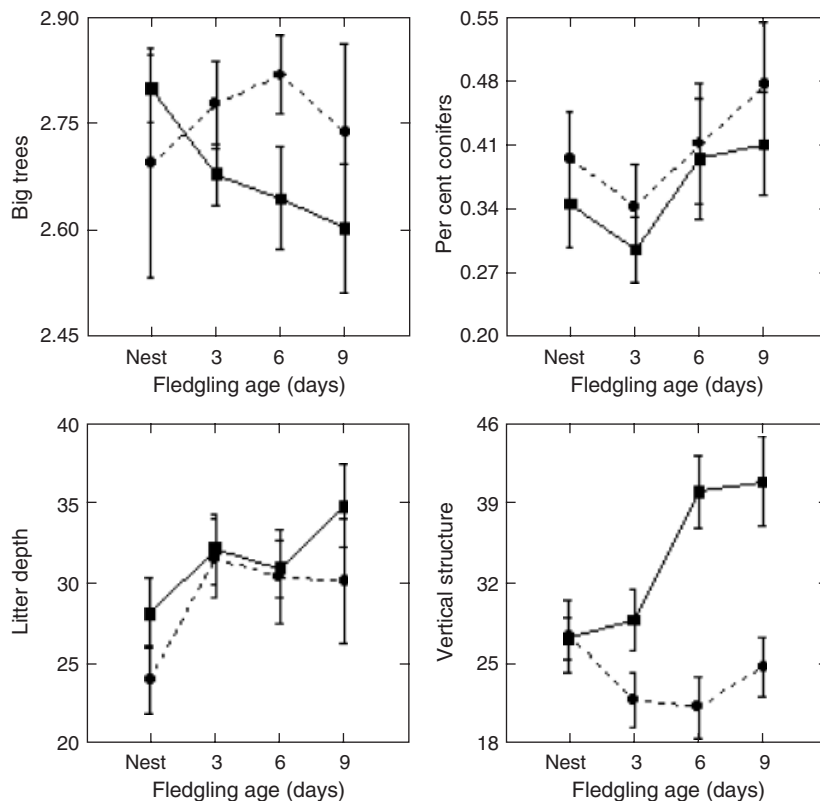 Big trees
2.90
2.75
2.60
2.45
Nest 3 6 9
Fledgling age (days)
Per cent conifers
0.55
0.48
0.41
0.34
0.27
0.20
Nest 3 6 9
Fledgling age (days)
Litter depth
40
35
30
25
20
Nest 3 6 9
Fledgling age (days)
Vertical structure
46
39
32
25
18
Nest 3 6 9
Fledgling age (days)